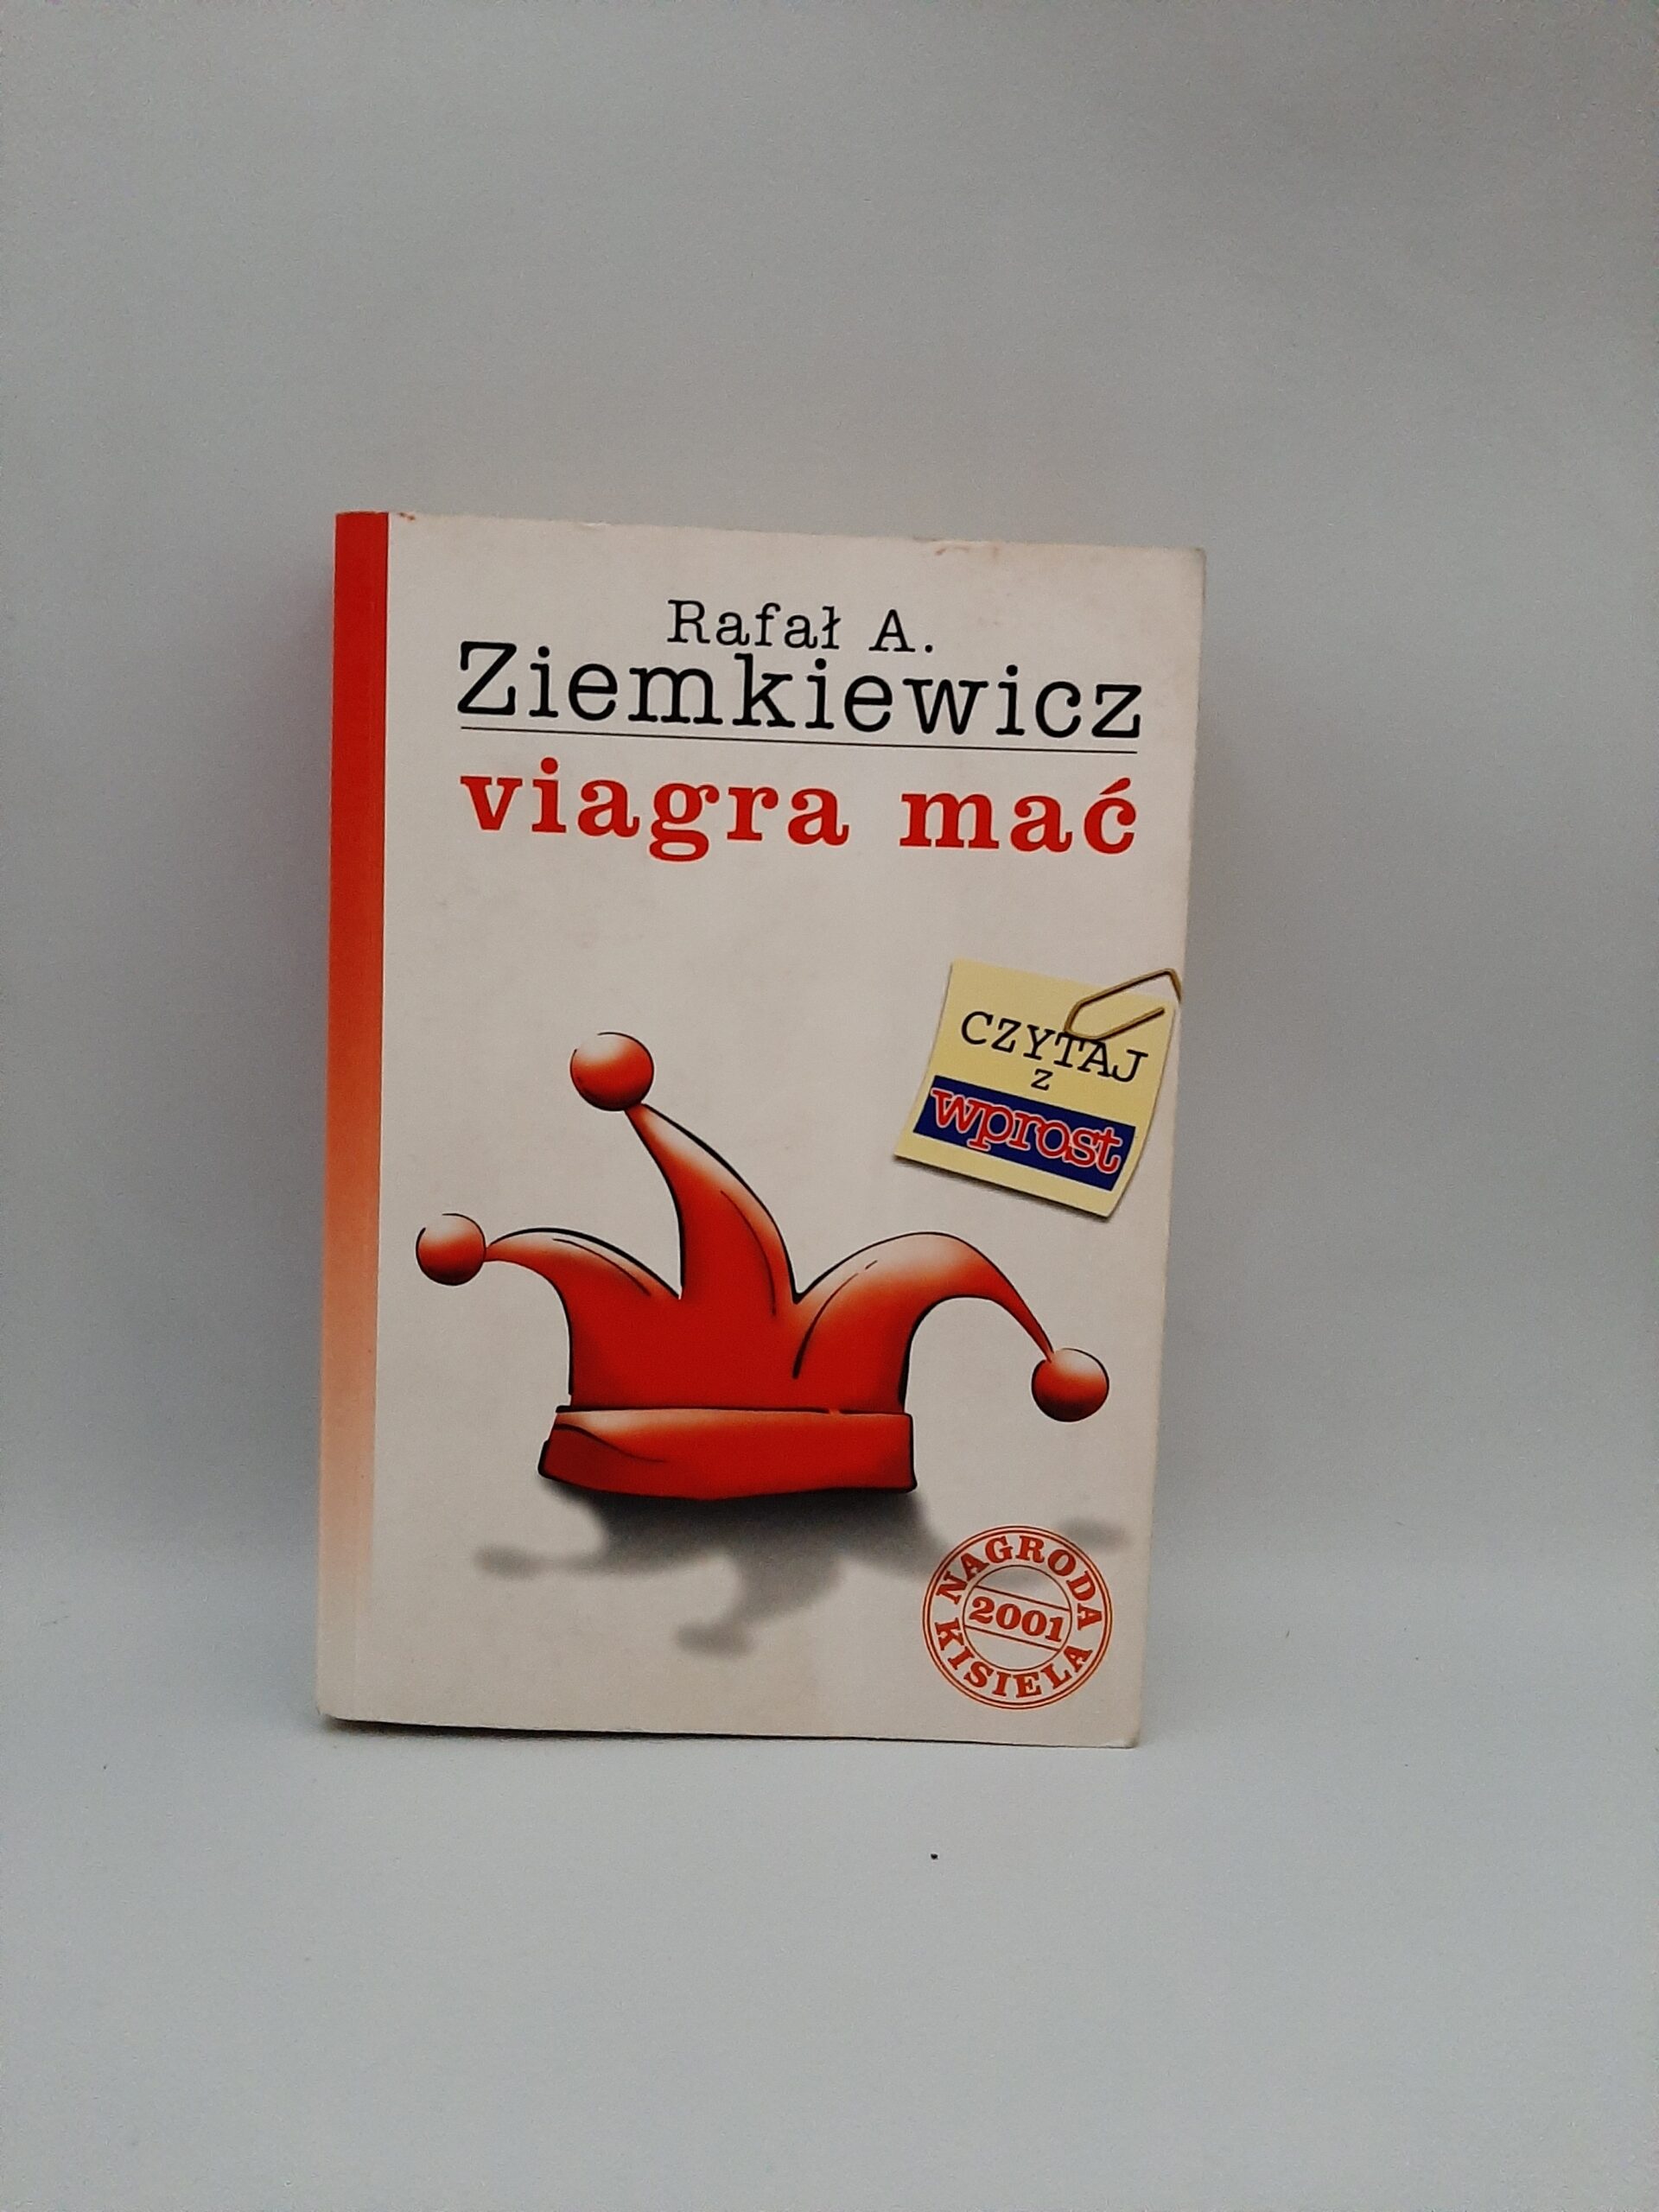 Rafał A.
Ziemkiewicz
viagra mać
CZYTAJ
z
wprost
NAGRODA
2001
KISIELA